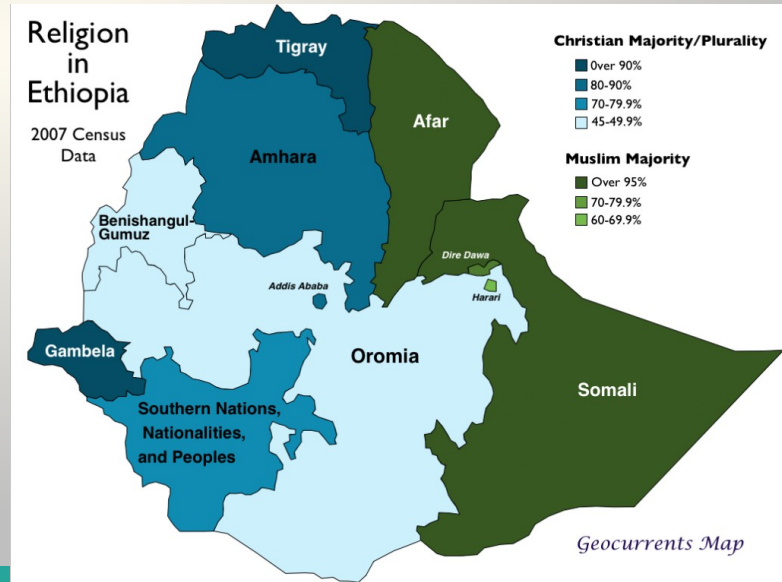 Religion
in
Ethiopia
2007 Census
Data
Christian Majority/Plurality
Over 90%
80-90%
70-79.9%
45-49.9%
Muslim Majority
Over 95%
70-79.9%
60-69.9%
Tigray
Afar
Amhara
Benishangul-
Gumuz
Dire Dawa
Addis Ababa
Harari
Gambela
Oromia
Somali
Southern Nations,
Nationalities,
and Peoples
Geocurrents Map